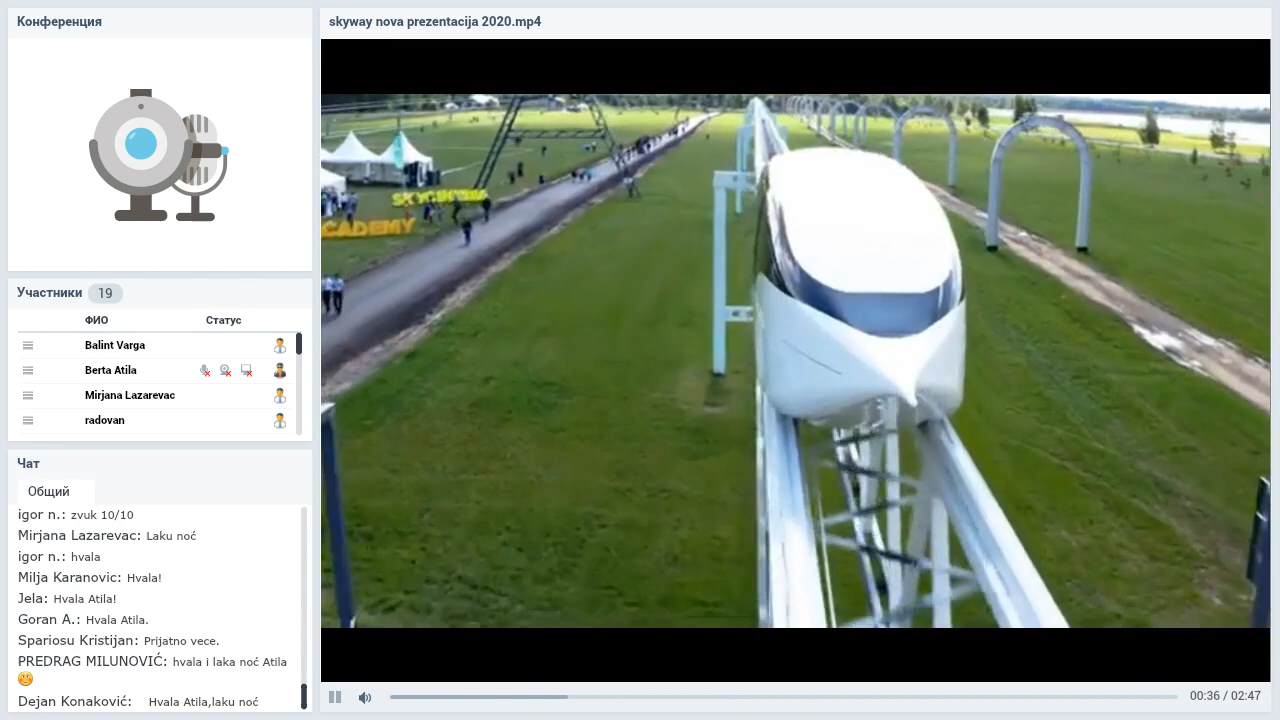 Конференция
skyway nova prezentacija 2020.mp4
Участники 19
ФИО Статус
Balint Varga
Berta Atila
Mirjana Lazarevac
radovan
Чат
Общий
igor n.: zvuk 10/10
Mirjana Lazarevac: Laku noć
igor n.: hvala
Milja Karanovic: Hvala!
Jela: Hvala Atila!
Goran A.: Hvala Atila.
Spariosu Kristijan: Prijatno vece.
PREDRAG MILUNOVIĆ: hvala i laka noć Atila
Dejan Konaković: Hvala Atila,laku noć
CADEMY
00:36 / 02:47